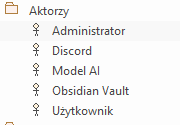 Aktorzy
Administrator
Discord
Model AI
Obsidian Vault
Użytkownik